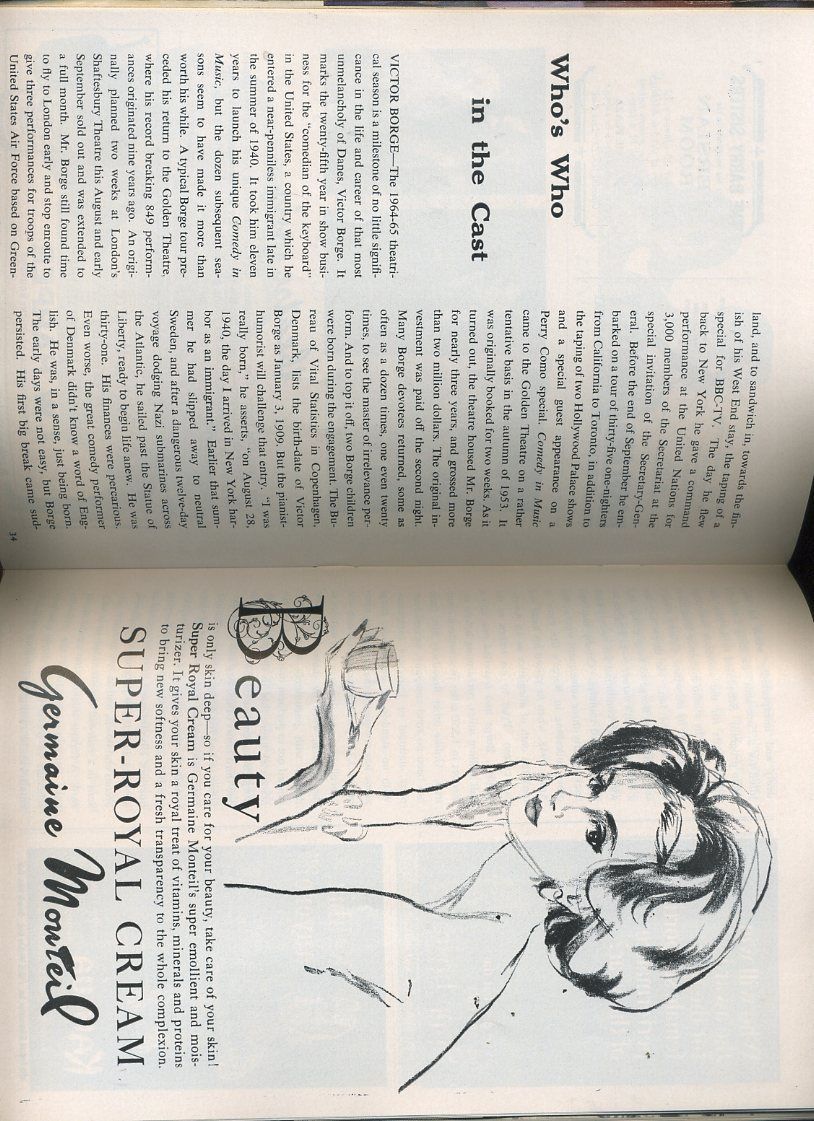 Who's Who
in the Cast
VICTOR BORGE—The 1964-65 theatri-
cal season is a milestone of no little signifi-
cance in the life and career of that most
unmelancholy of Danes, Victor Borge. It
marks the twenty-fifth year in show busi-
ness for the "comedian of the keyboard"
in the United States, a country which he
entered a near-penniless immigrant late in
the summer of 1940. It took him eleven
years to launch his unique Comedy in
Music, but the dozen subsequent sea-
sons seem to have made it more than
worth his while. A typical Borge tour pre-
ceded his return to the Golden Theatre
where his record breaking 849 perform-
ances originated nine years ago. An origi-
nally planned two weeks at London's
Shaftesbury Theatre this August and early
September sold out and was extended to
a full month. Mr. Borge still found time
to fly to London early and stop enroute to
give three performances for troops of the
United States Air Force based on Green-
land, and to sandwich in, towards the fin-
ish of his West End stay, the taping of a
special for BBC-TV. The day he flew
back to New York he gave a command
performance at the United Nations for
3,000 members of the Secretariat at the
special invitation of the Secretary-Gen-
eral. Before the end of September he em-
barked on a tour of thirty-five one-nighters
from California to Toronto, in addition to
the taping of two Hollywood Palace shows
and a special guest appearance on a
Perry Como special. Comedy in Music
came to the Golden Theatre on a rather
tentative basis in the autumn of 1953. It
was originally booked for two weeks. As it
turned out, the theatre housed Mr. Borge
for nearly three years, and grossed more
than two million dollars. The original in-
vestment was paid off the second night.
Many Borge devotees returned, some as
often as a dozen times, one even twenty
times, to see the master of irrelevance per-
form. And to top it off, two Borge children
were born during the engagement. The Bu-
reau of Vital Statistics in Copenhagen,
Denmark, lists the birth-date of Victor
Borge as January 3, 1909. But the pianist-
humorist will challenge that entry. "I was
really born," he asserts, "on August 28,
1940, the day I arrived in New York har-
bor as an immigrant." Earlier that sum-
mer he had slipped away to neutral
Sweden, and after a dangerous twelve-day
voyage dodging Nazi submarines across
the Atlantic, he sailed past the Statue of
Liberty, ready to begin life anew. He was
thirty-one. His finances were percarious.
Even worse, the great comedy performer
of Denmark didn't know a word of Eng-
lish. He was, in a sense, just being born.
The early days were not easy, but Borge
persisted. His first big break came sud-
34
Beauty
is only skin deep—so if you care for your beauty, take care of your skin!
Super Royal Cream is Germaine Monteil's super emollient and mois-
turizer. It gives your skin a royal treat of vitamins, minerals and proteins
to bring new softness and a fresh transparency to the whole complexion.
SUPER-ROYAL CREAM
Germaine Monteil